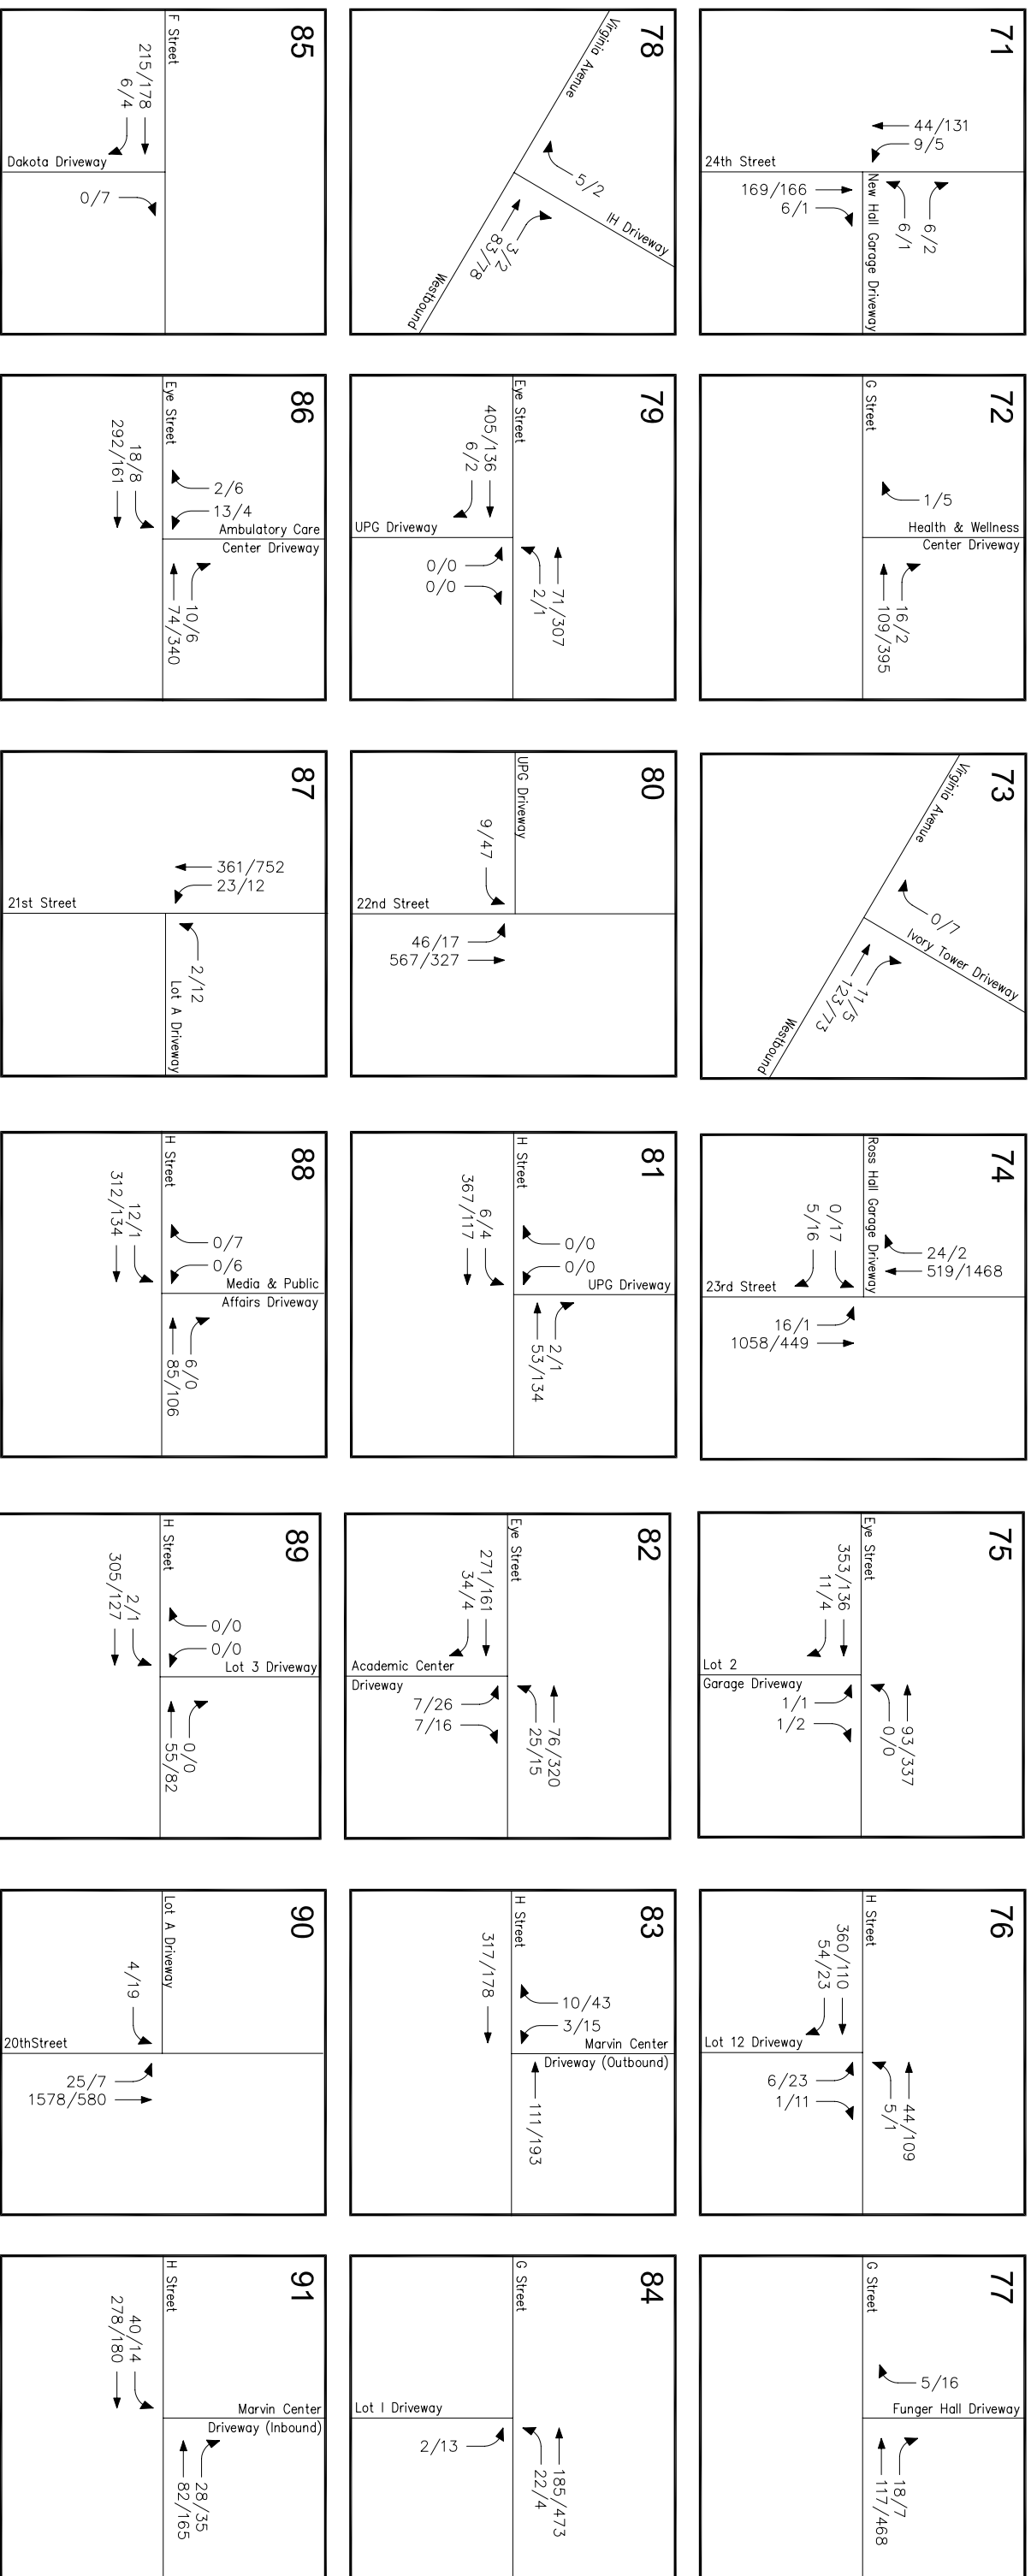 71
44/131
9/5
24th Street
169/166
6/1
New Hall Garage Driveway
6/1
6/2
72
G Street
1/5
Health & Wellness
Center Driveway
16/2
109/395
73
Virginia Avenue
0/7
Ivory Tower Driveway
11/5
123/73
Westbound
74
Ross Hall Garage Driveway
24/2
519/1468
0/17
5/16
23rd Street
16/1
1058/449
75
Eye Street
353/136
11/4
Lot 2
Garage Driveway
1/1
1/2
93/337
0/0
76
H Street
360/110
54/23
Lot 12 Driveway
6/23
1/11
44/109
5/1
77
G Street
5/16
Funger Hall Driveway
18/7
117/468
78
Virginia Avenue
5/2
IH Driveway
3/2
83/78
Westbound
79
Eye Street
405/136
6/2
UPG Driveway
0/0
0/0
71/307
2/1
80
UPG Driveway
9/47
22nd Street
46/17
567/327
81
H Street
0/0
0/0
UPG Driveway
6/4
367/117
2/1
53/134
82
Eye Street
271/161
34/4
Academic Center
Driveway
7/26
7/16
76/320
25/15
83
H Street
10/43
3/15
Marvin Center
Driveway (Outbound)
317/178
111/193
84
G Street
Lot I Driveway
2/13
185/473
22/4
85
F Street
215/178
6/4
Dakota Driveway
0/7
86
Eye Street
2/6
13/4
Ambulatory Care
Center Driveway
18/8
292/161
10/6
74/340
87
361/752
23/12
21st Street
2/12
Lot A Driveway
88
H Street
0/7
0/6
Media & Public
Affairs Driveway
12/1
312/134
6/0
85/106
89
H Street
0/0
0/0
Lot 3 Driveway
2/1
305/127
0/0
55/82
90
Lot A Driveway
4/19
20thStreet
25/7
1578/580
91
H Street
40/14
278/180
Marvin Center
Driveway (Inbound)
28/35
82/165